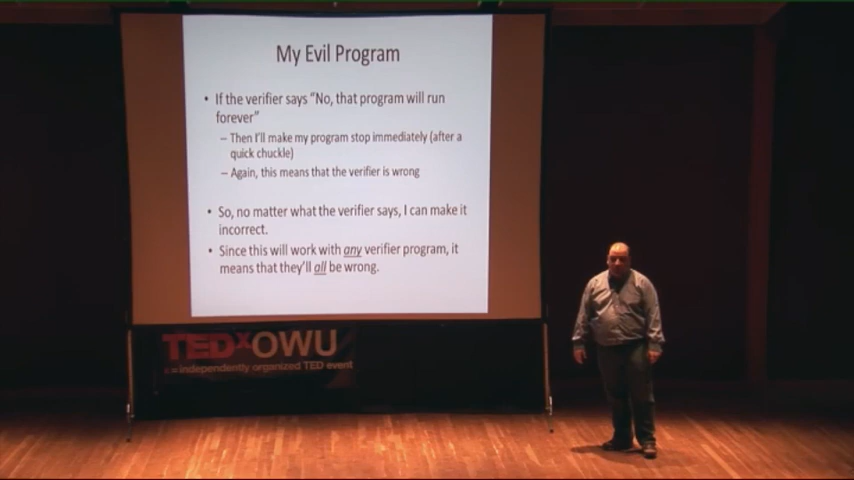 My Evil Program
• If the verifier says “No, that program will run
forever”
– Then I’ll make my program stop immediately (after a
quick chuckle)
– Again, this means that the verifier is wrong
• So, no matter what the verifier says, I can make it
incorrect.
• Since this will work with any verifier program, it
means that they’ll all be wrong.
TEDxOWU
x = independently organized TED event